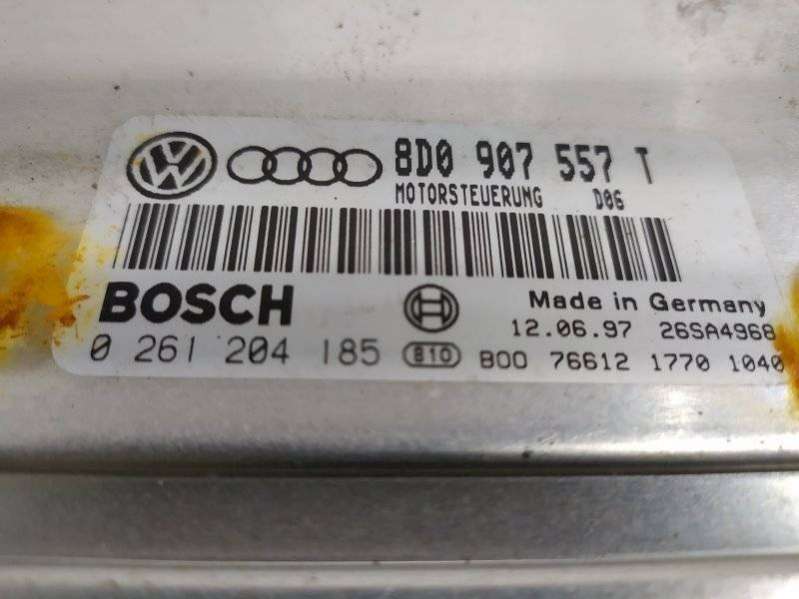 8D0 907 557 T
MOTORSTEUERUNG D06
BOSCH
Made in Germany
12.06.97 26SA4968
0 261 204 185 810 B00 76612 1770 1040